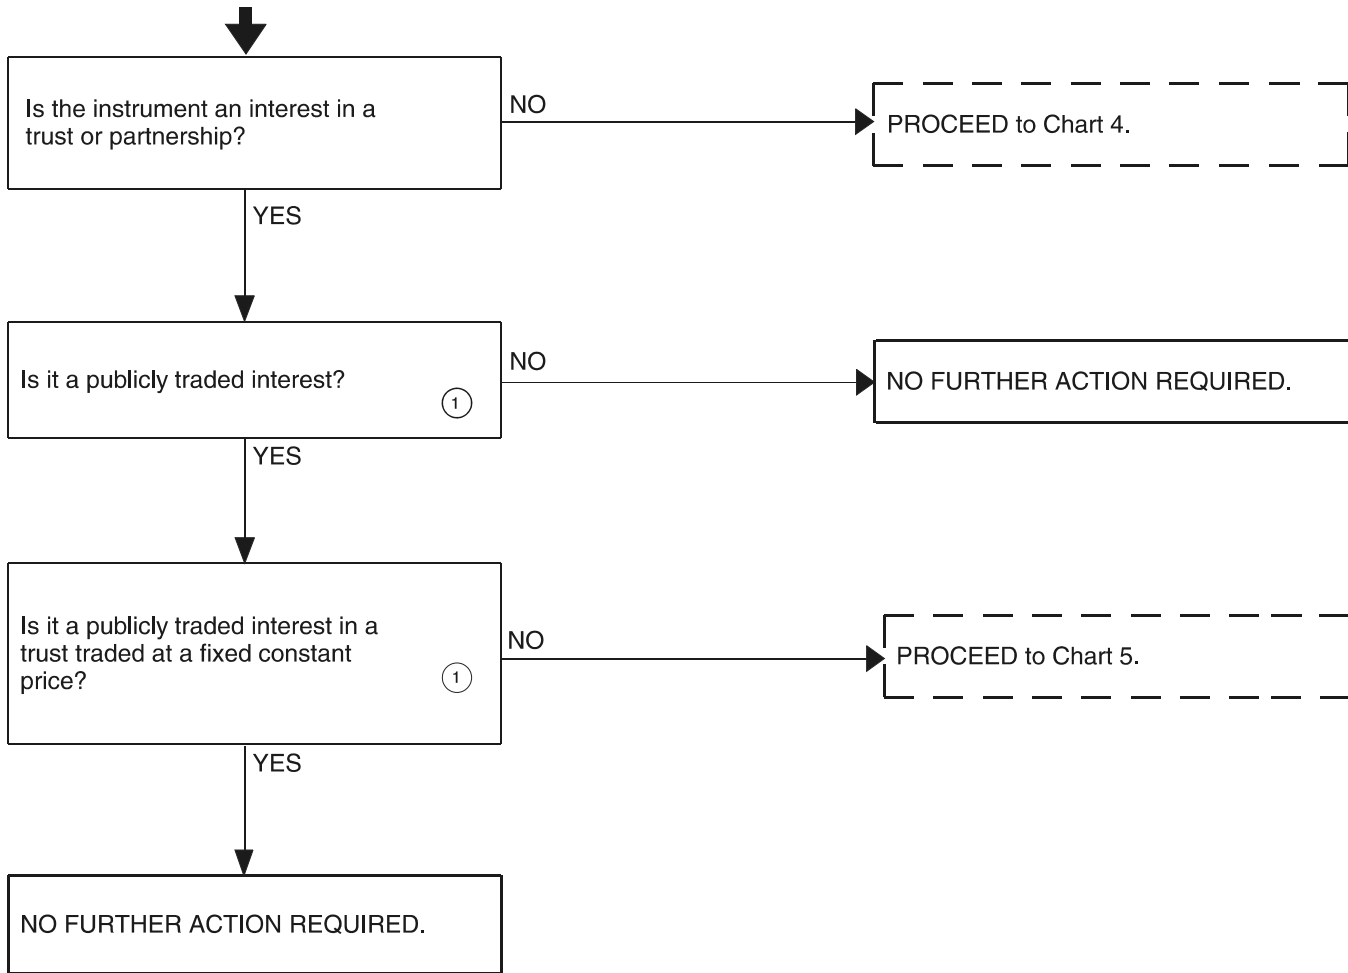 Is the instrument an interest in a
trust or partnership?
NO
PROCEED to Chart 4.
YES
Is it a publicly traded interest?
1
NO
NO FURTHER ACTION REQUIRED.
YES
Is it a publicly traded interest in a
trust traded at a fixed constant
price?
1
NO
PROCEED to Chart 5.
YES
NO FURTHER ACTION REQUIRED.